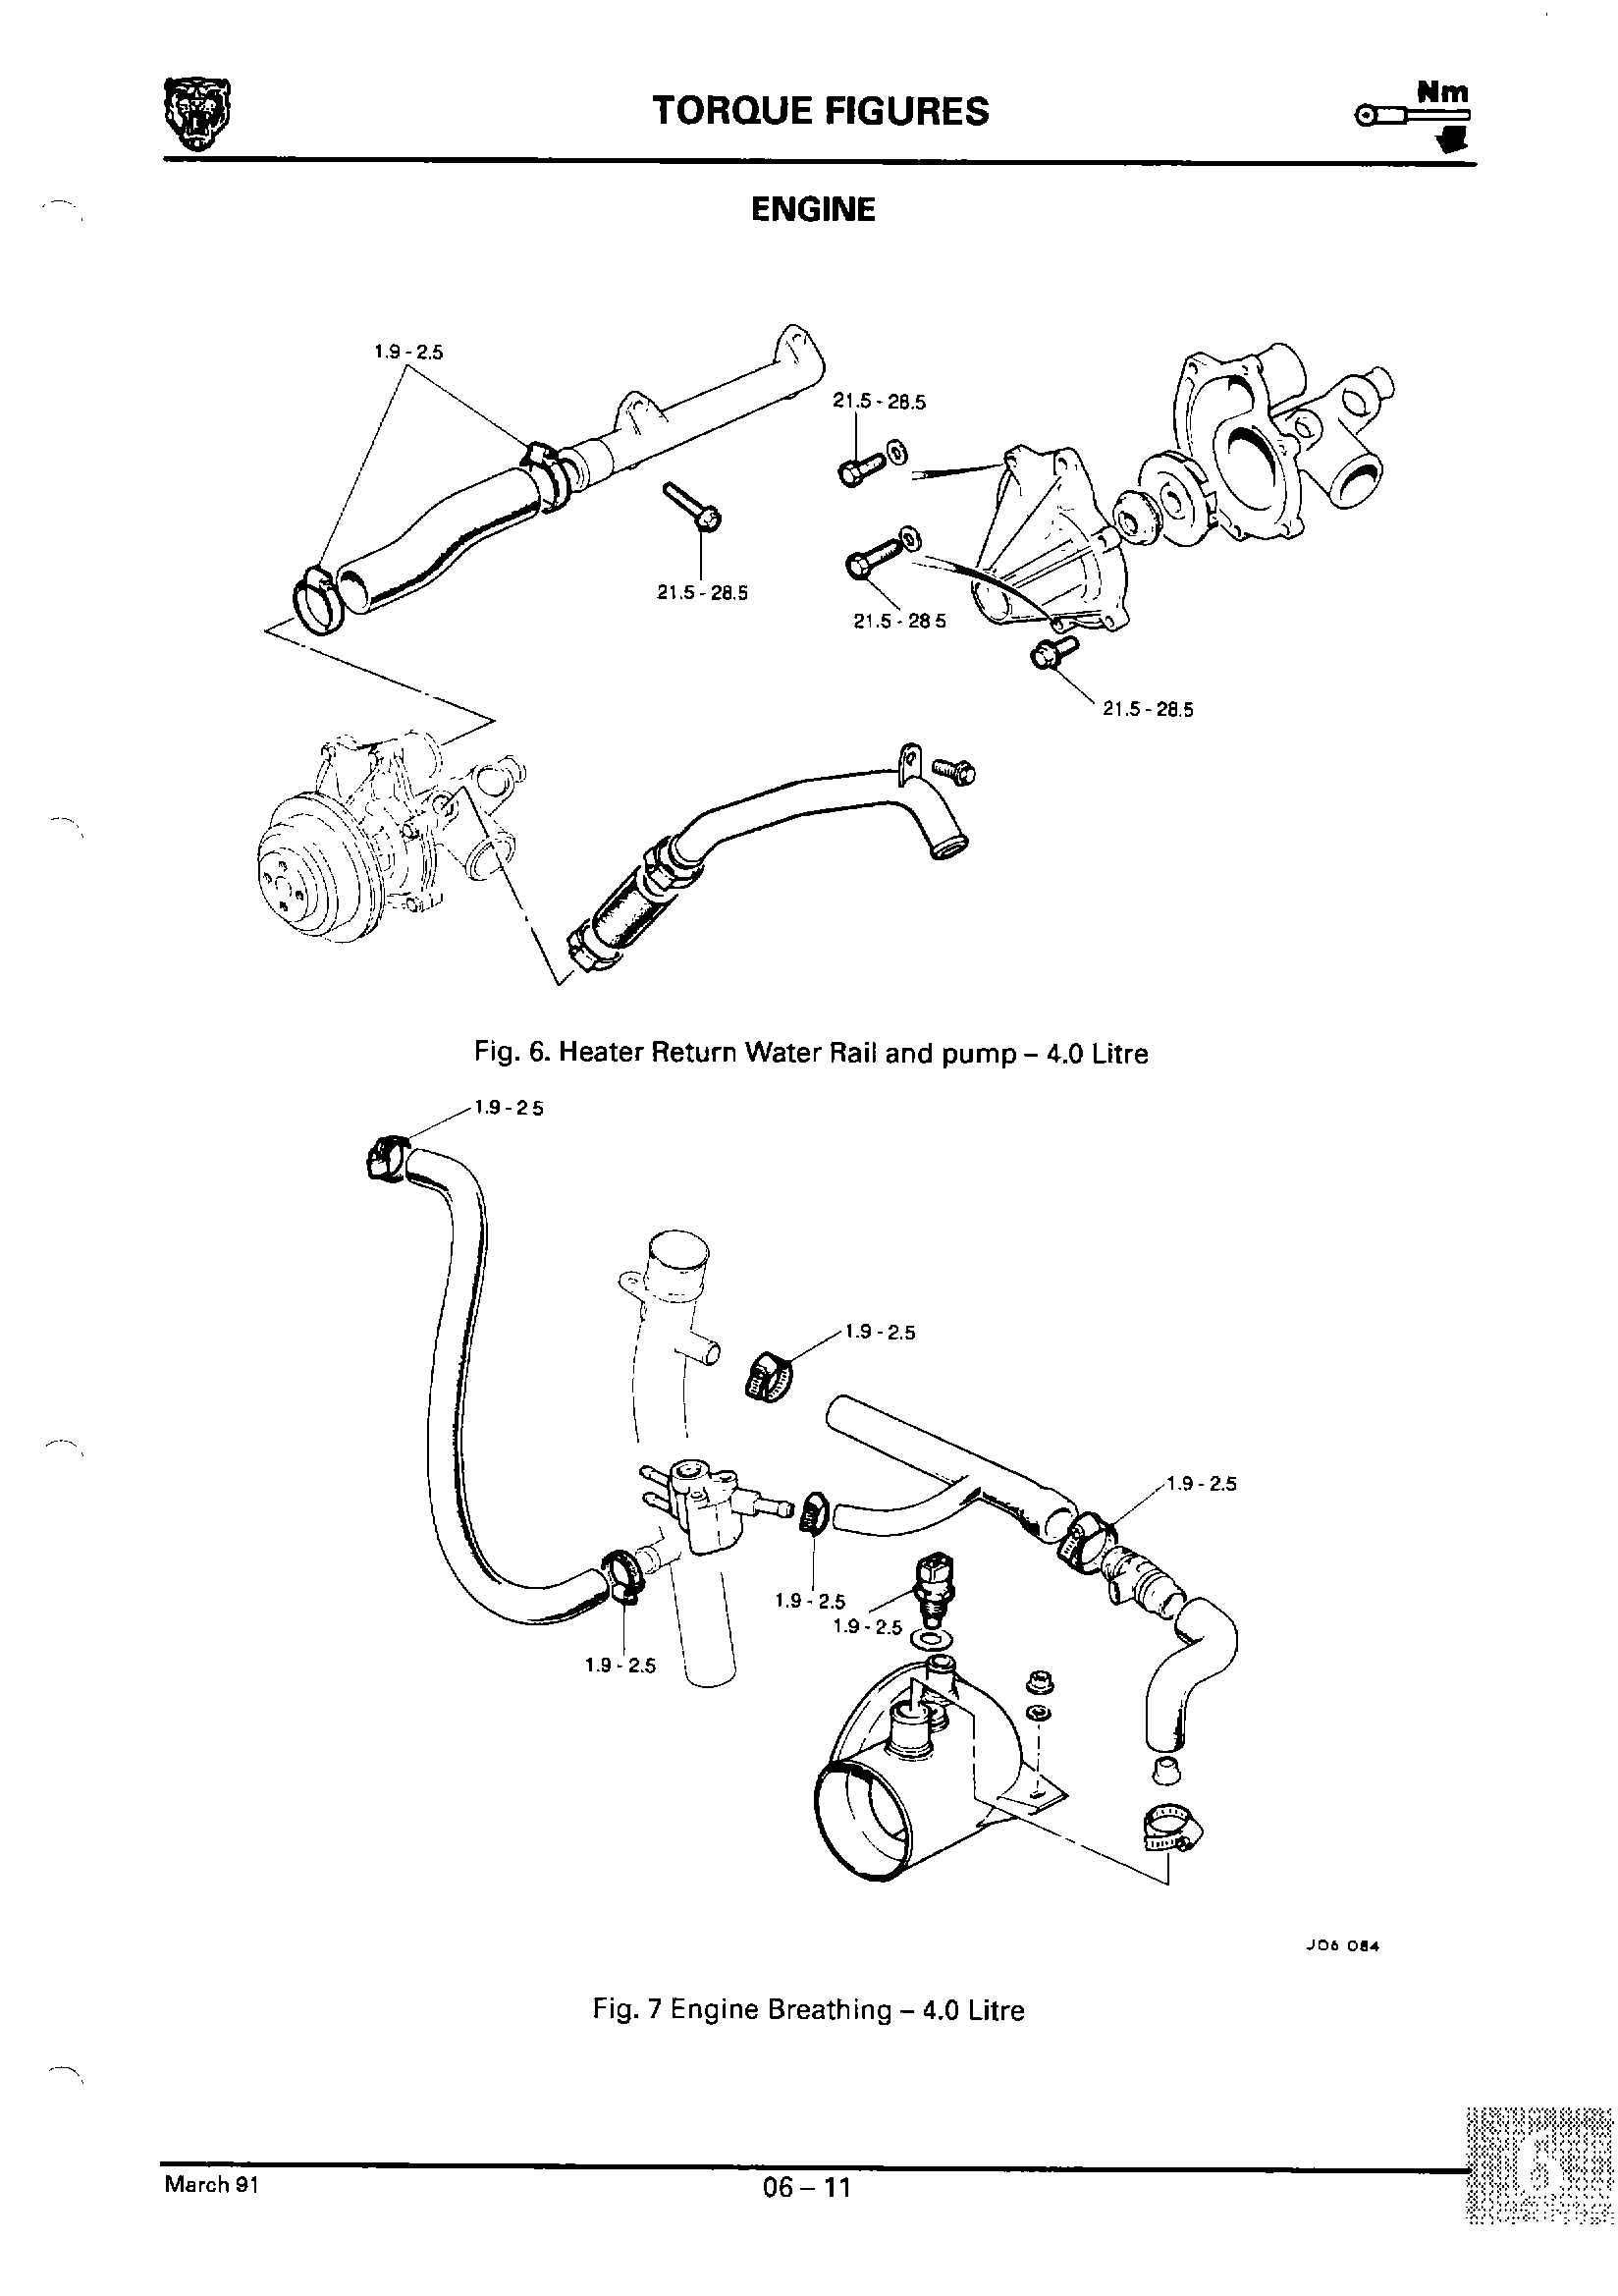 TORQUE FIGURES
Nm
ENGINE
1.9-2.5
21.5-28.5
21.5-28.5
21.5-28 5
21.5-28.5
Fig. 6. Heater Return Water Rail and pump – 4.0 Litre
1.9-2 5
1.9-2.5
1.9-2.5
1.9-2.5
1.9-2.5
1.9-2.5
J06 084
Fig. 7 Engine Breathing – 4.0 Litre
March 91
06 – 11